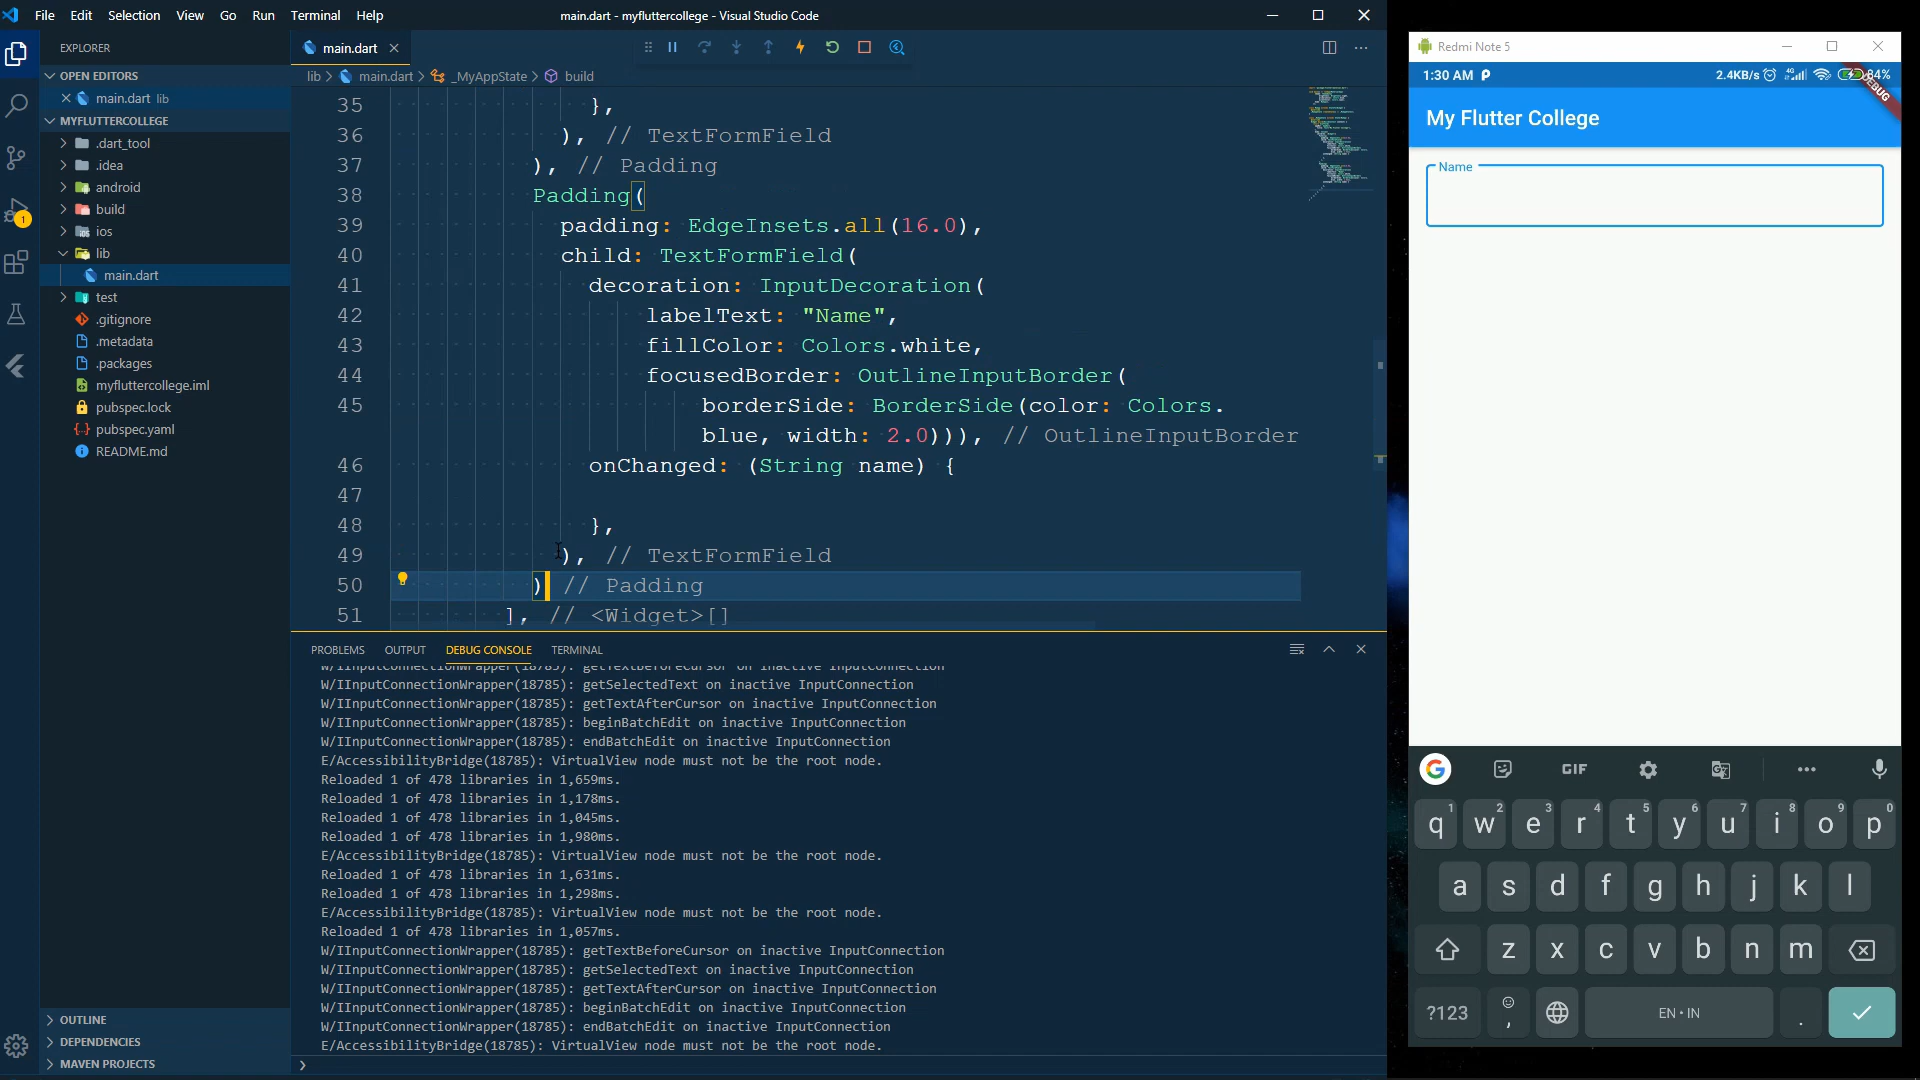 File Edit Selection View Go Run Terminal Help
main.dart - myfluttercollege - Visual Studio Code
EXPLORER
OPEN EDITORS
main.dart lib
MYFLUTTERCOLLEGE
.dart_tool
.idea
android
build
ios
lib
main.dart
test
.gitignore
.metadata
.packages
myfluttercollege.iml
pubspec.lock
pubspec.yaml
README.md
OUTLINE
DEPENDENCIES
MAVEN PROJECTS
1
main.dart
lib > main.dart > _MyAppState > build
35 },
36 ), // TextFormField
37 ), // Padding
38 Padding(
39 padding: EdgeInsets.all(16.0),
40 child: TextFormField(
41 decoration: InputDecoration(
42 labelText: "Name",
43 fillColor: Colors.white,
44 focusedBorder: OutlineInputBorder(
45 borderSide: BorderSide(color: Colors.
blue, width: 2.0))), // OutlineInputBorder
46 onChanged: (String name) {
47
48 },
49 ), // TextFormField
50 ) // Padding
51 ], // <Widget>[]
PROBLEMS OUTPUT DEBUG CONSOLE TERMINAL
W/IInputConnectionWrapper(18785): getTextBeforeCursor on inactive InputConnection
W/IInputConnectionWrapper(18785): getSelectedText on inactive InputConnection
W/IInputConnectionWrapper(18785): getTextAfterCursor on inactive InputConnection
W/IInputConnectionWrapper(18785): beginBatchEdit on inactive InputConnection
W/IInputConnectionWrapper(18785): endBatchEdit on inactive InputConnection
E/AccessibilityBridge(18785): VirtualView node must not be the root node.
Reloaded 1 of 478 libraries in 1,659ms.
Reloaded 1 of 478 libraries in 1,178ms.
Reloaded 1 of 478 libraries in 1,045ms.
Reloaded 1 of 478 libraries in 1,980ms.
E/AccessibilityBridge(18785): VirtualView node must not be the root node.
Reloaded 1 of 478 libraries in 1,631ms.
Reloaded 1 of 478 libraries in 1,298ms.
E/AccessibilityBridge(18785): VirtualView node must not be the root node.
Reloaded 1 of 478 libraries in 1,057ms.
W/IInputConnectionWrapper(18785): getTextBeforeCursor on inactive InputConnection
W/IInputConnectionWrapper(18785): getSelectedText on inactive InputConnection
W/IInputConnectionWrapper(18785): getTextAfterCursor on inactive InputConnection
W/IInputConnectionWrapper(18785): beginBatchEdit on inactive InputConnection
W/IInputConnectionWrapper(18785): endBatchEdit on inactive InputConnection
E/AccessibilityBridge(18785): VirtualView node must not be the root node.
Redmi Note 5
1:30 AM 2.4KB/s 4G 84%
DEBUG
My Flutter College
Name
G GIF
q 1 w 2 e 3 r 4 t 5 y 6 u 7 i 8 o 9 p 0
a s d f g h j k l
z x c v b n m
?123 , EN • IN .